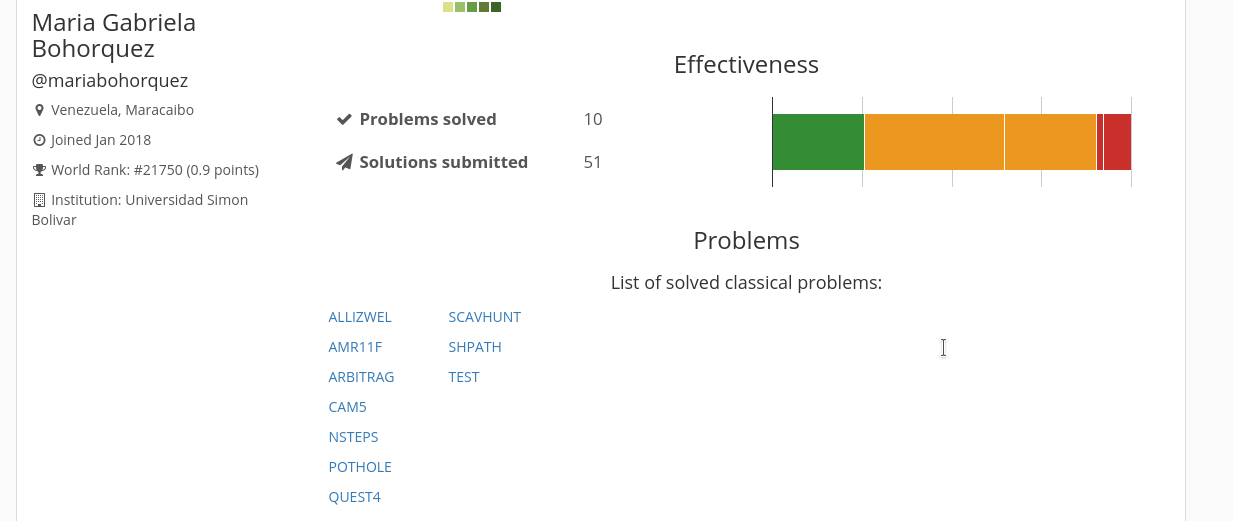 Maria Gabriela
Bohorquez
@mariabohorquez
Venezuela, Maracaibo
Joined Jan 2018
World Rank: #21750 (0.9 points)
Institution: Universidad Simon
Bolivar
Effectiveness
Problems solved 10
Solutions submitted 51
Problems
List of solved classical problems:
ALLIZWEL SCAVHUNT
AMR11F SHPATH
ARBITRAG TEST
CAM5
NSTEPS
POTHOLE
QUEST4